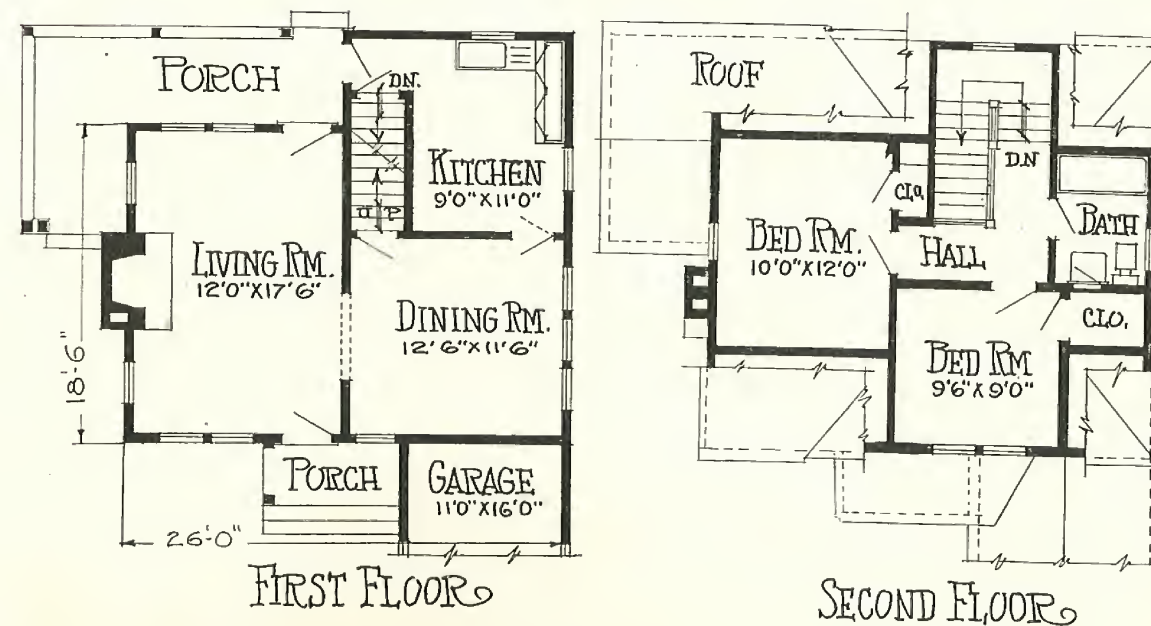 PORCH
DN.
KITCHEN
9'0"X11'0"
U P
LIVING RM.
12'0"X17'6"
DINING RM.
12'6"X11'6"
18'-6"
PORCH
GARAGE
11'0"X16'0"
26'-0"
FIRST FLOOR
ROOF
DN
CLO.
BED RM.
10'0"X12'0"
HALL
BATH
CLO.
BED RM
9'6"X9'0"
SECOND FLOOR